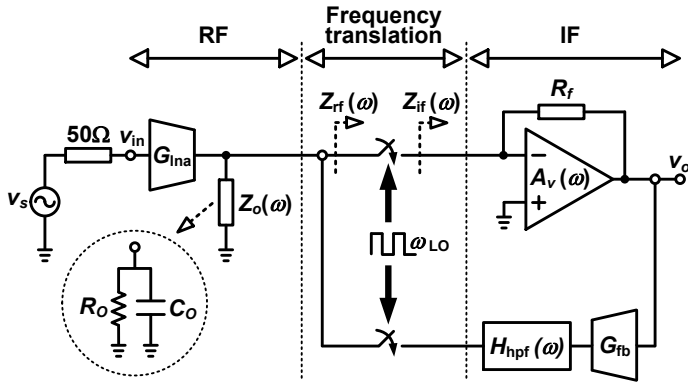 RF
Frequency
translation
IF
Z_rf(ω)
Z_if(ω)
R_f
50Ω
v_in
G_lna
v_o
v_s
Z_o(ω)
−
A_v(ω)
+
ω_LO
R_O
C_O
H_hpf(ω)
G_fb